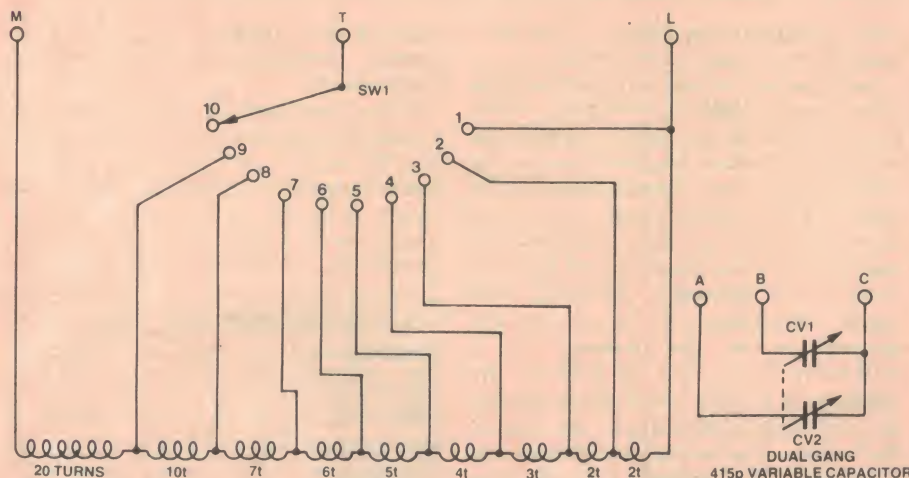 M T L
SW1
10 1
9 2
8 3
7 6 5 4
A B C
CV1
CV2
20 TURNS 10t 7t 6t 5t 4t 3t 2t 2t
DUAL GANG
415p VARIABLE CAPACITOR